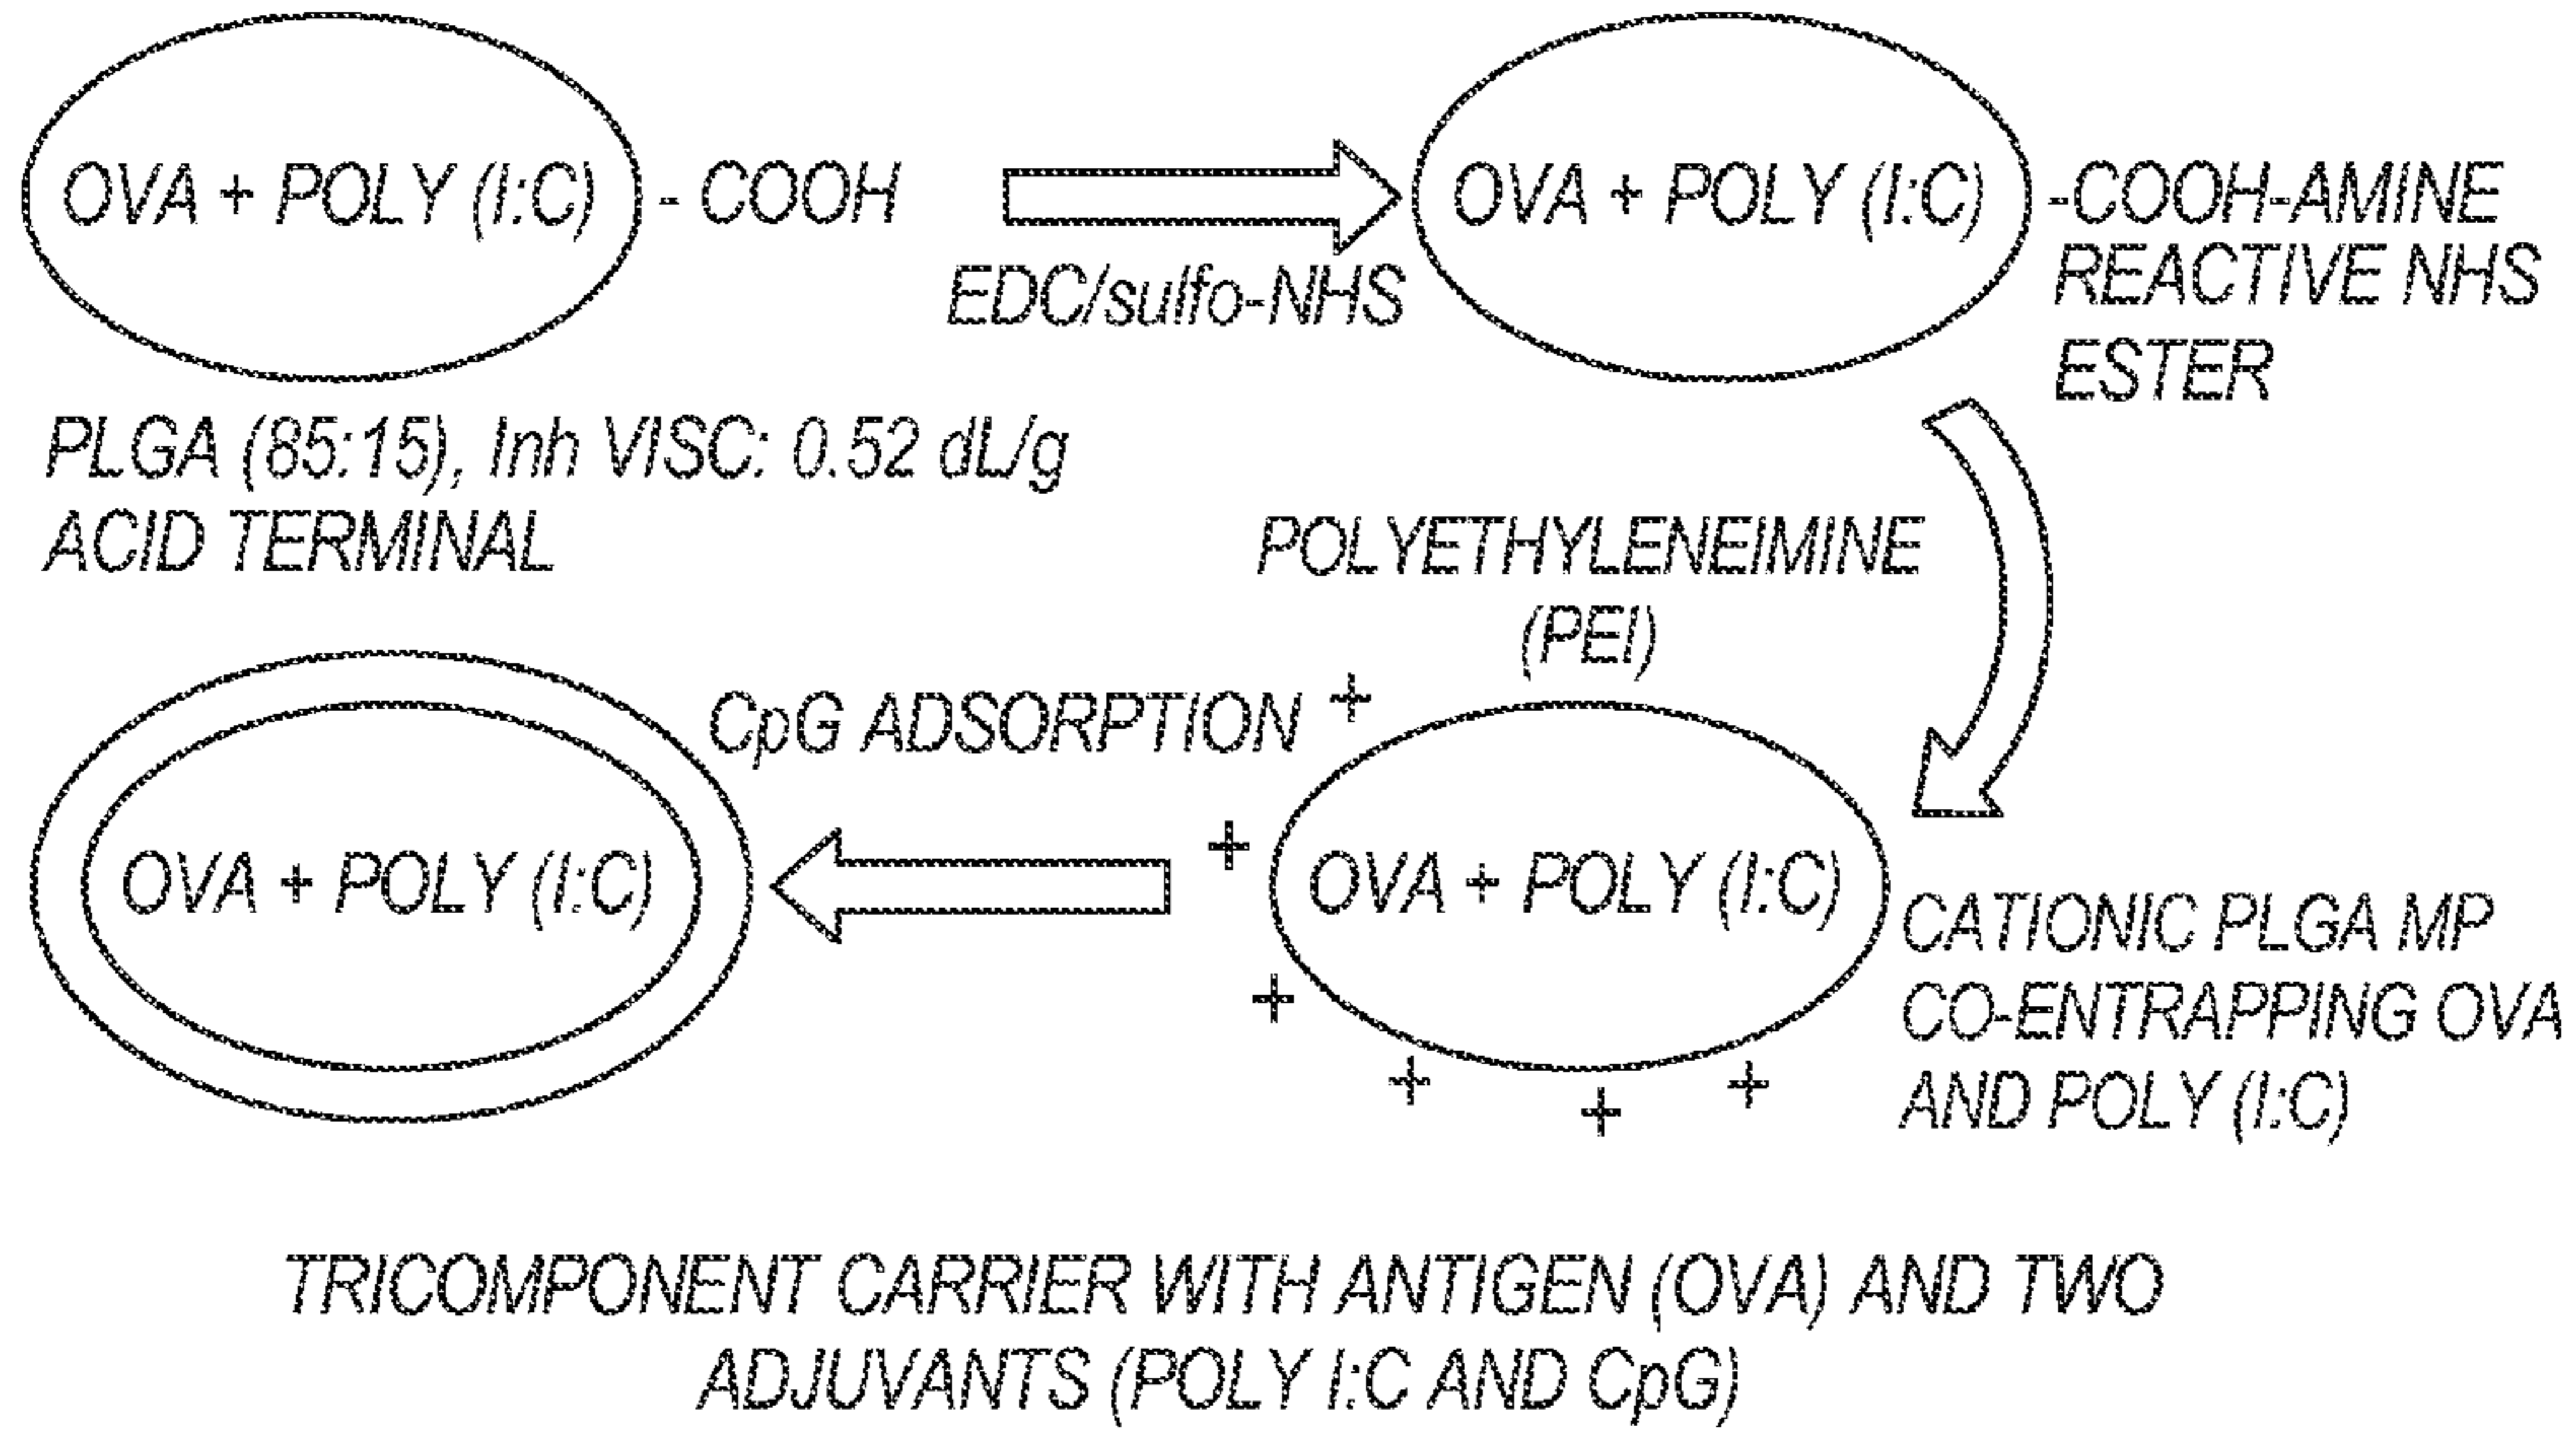 OVA + POLY (I:C) - COOH
EDC/sulfo-NHS
OVA + POLY (I:C) -COOH-AMINE
REACTIVE NHS
ESTER
PLGA (85:15), Inh VISC: 0.52 dL/g
ACID TERMINAL
POLYETHYLENEIMINE
(PEI)
+
+
+
+
+
+
OVA + POLY (I:C)
CATIONIC PLGA MP
CO-ENTRAPPING OVA
AND POLY (I:C)
CpG ADSORPTION
OVA + POLY (I:C)
TRICOMPONENT CARRIER WITH ANTIGEN (OVA) AND TWO
ADJUVANTS (POLY I:C AND CpG)